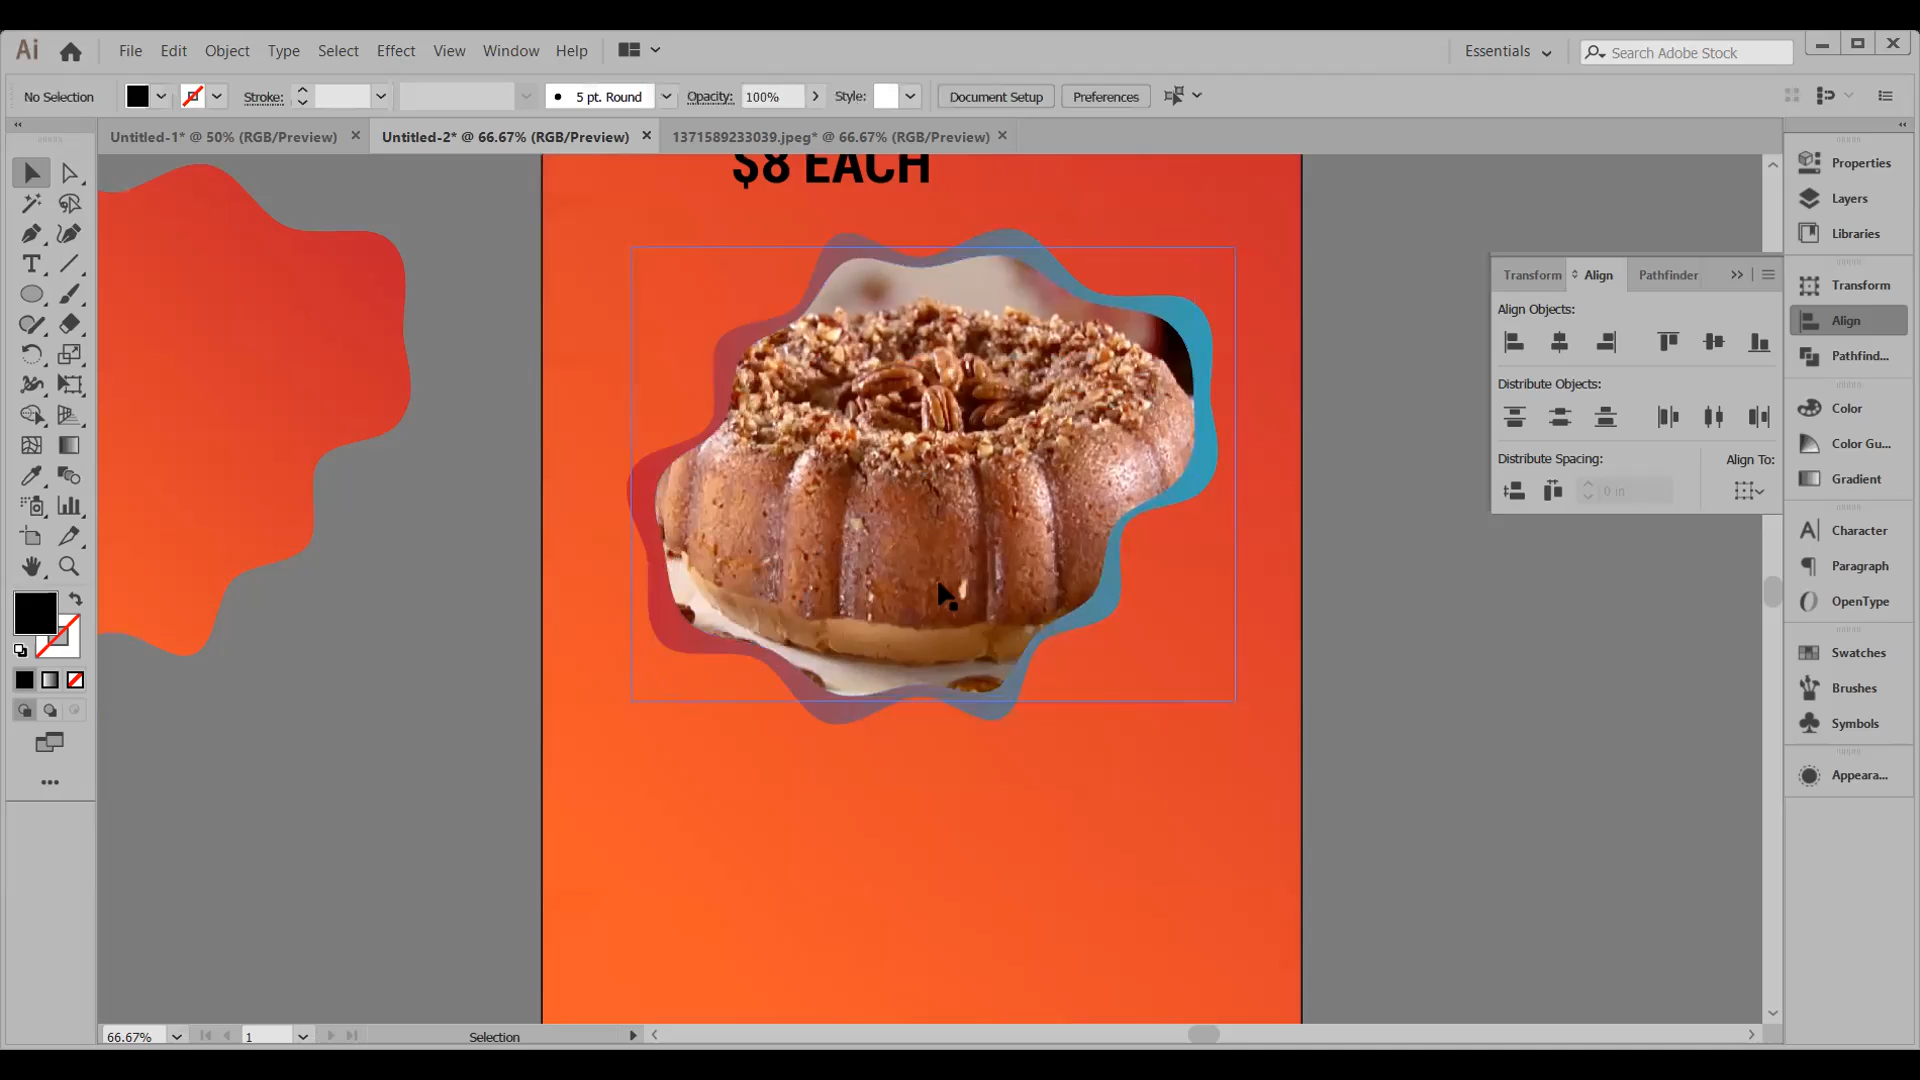 Ai File Edit Object Type Select Effect View Window Help Essentials Search Adobe Stock
No Selection Stroke: 5 pt. Round Opacity: 100% Style: Document Setup Preferences
Untitled-1* @ 50% (RGB/Preview) Untitled-2* @ 66.67% (RGB/Preview) 1371589233039.jpeg* @ 66.67% (RGB/Preview)
$8 EACH
Transform Align Pathfinder
Align Objects:
Distribute Objects:
Distribute Spacing: Align To:
0 in
Properties
Layers
Libraries
Transform
Align
Pathfind...
Color
Color Gu...
Gradient
Character
Paragraph
OpenType
Swatches
Brushes
Symbols
Appeara...
66.67% 1 Selection